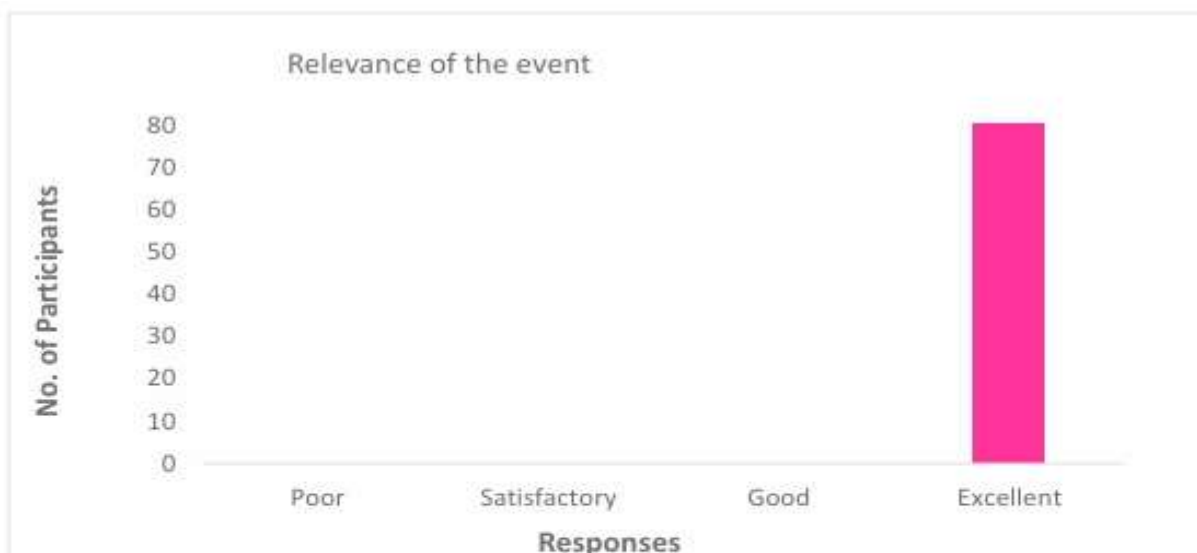 Relevance of the event
No. of Participants
80
70
60
50
40
30
20
10
0
Poor Satisfactory Good Excellent
Responses